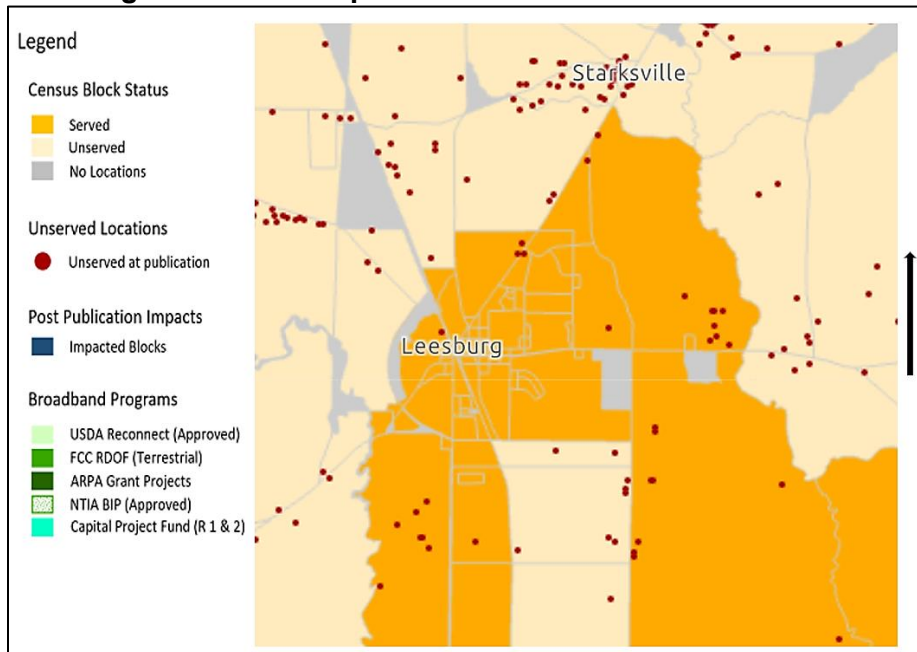 Legend
Census Block Status
Served
Unserved
No Locations
Unserved Locations
Unserved at publication
Post Publication Impacts
Impacted Blocks
Broadband Programs
USDA Reconnect (Approved)
FCC RDOF (Terrestrial)
ARPA Grant Projects
NTIA BIP (Approved)
Capital Project Fund (R 1 & 2)
Starksville
Leesburg